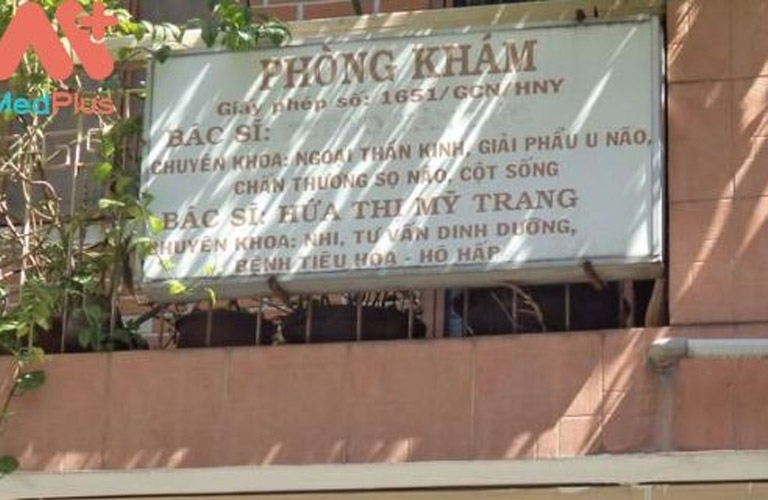 MedPlus
PHÒNG KHÁM
Giấy phép số: 1651/GCN/HNY
BÁC SĨ:
CHUYÊN KHOA: NGOẠI THẦN KINH, GIẢI PHẨU U NÃO,
CHẤN THƯƠNG SỌ NÃO, CỘT SỐNG
BÁC SĨ: HỨA THỊ MỸ TRANG
CHUYÊN KHOA: NHI, TƯ VẤN DINH DƯỠNG,
BỆNH TIÊU HÓA - HÔ HẤP